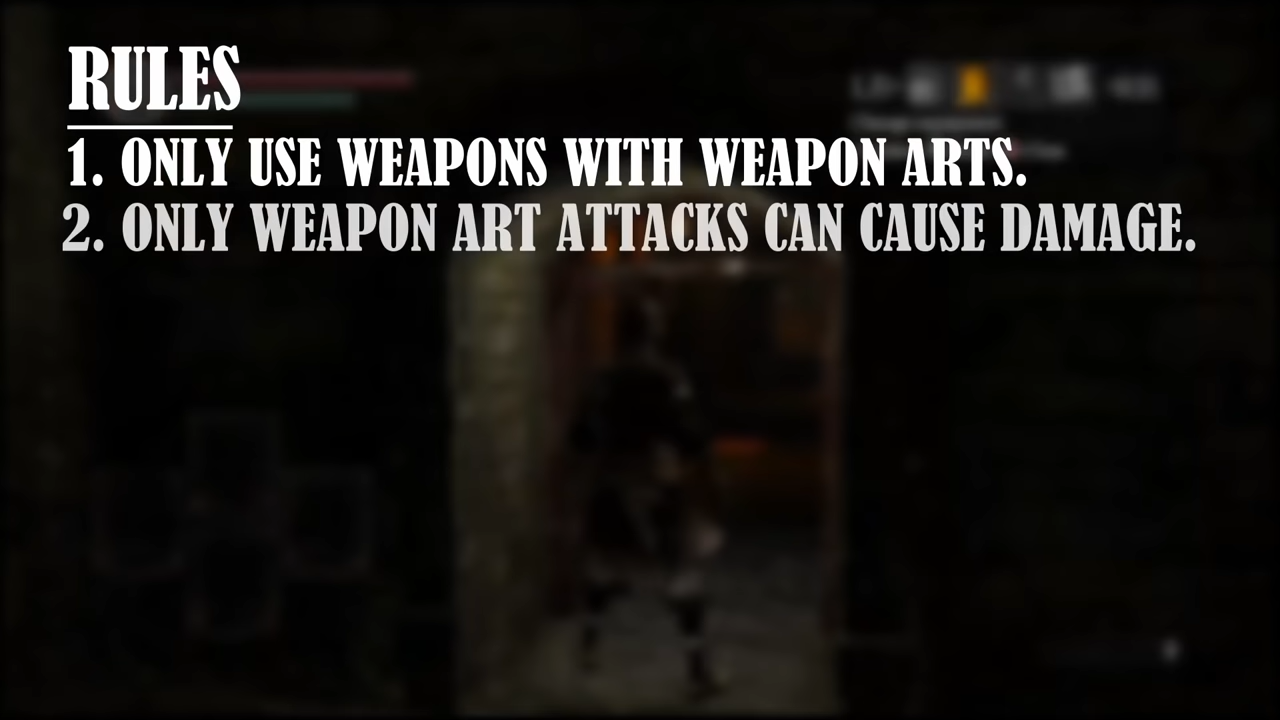 RULES
1. ONLY USE WEAPONS WITH WEAPON ARTS.
2. ONLY WEAPON ART ATTACKS CAN CAUSE DAMAGE.